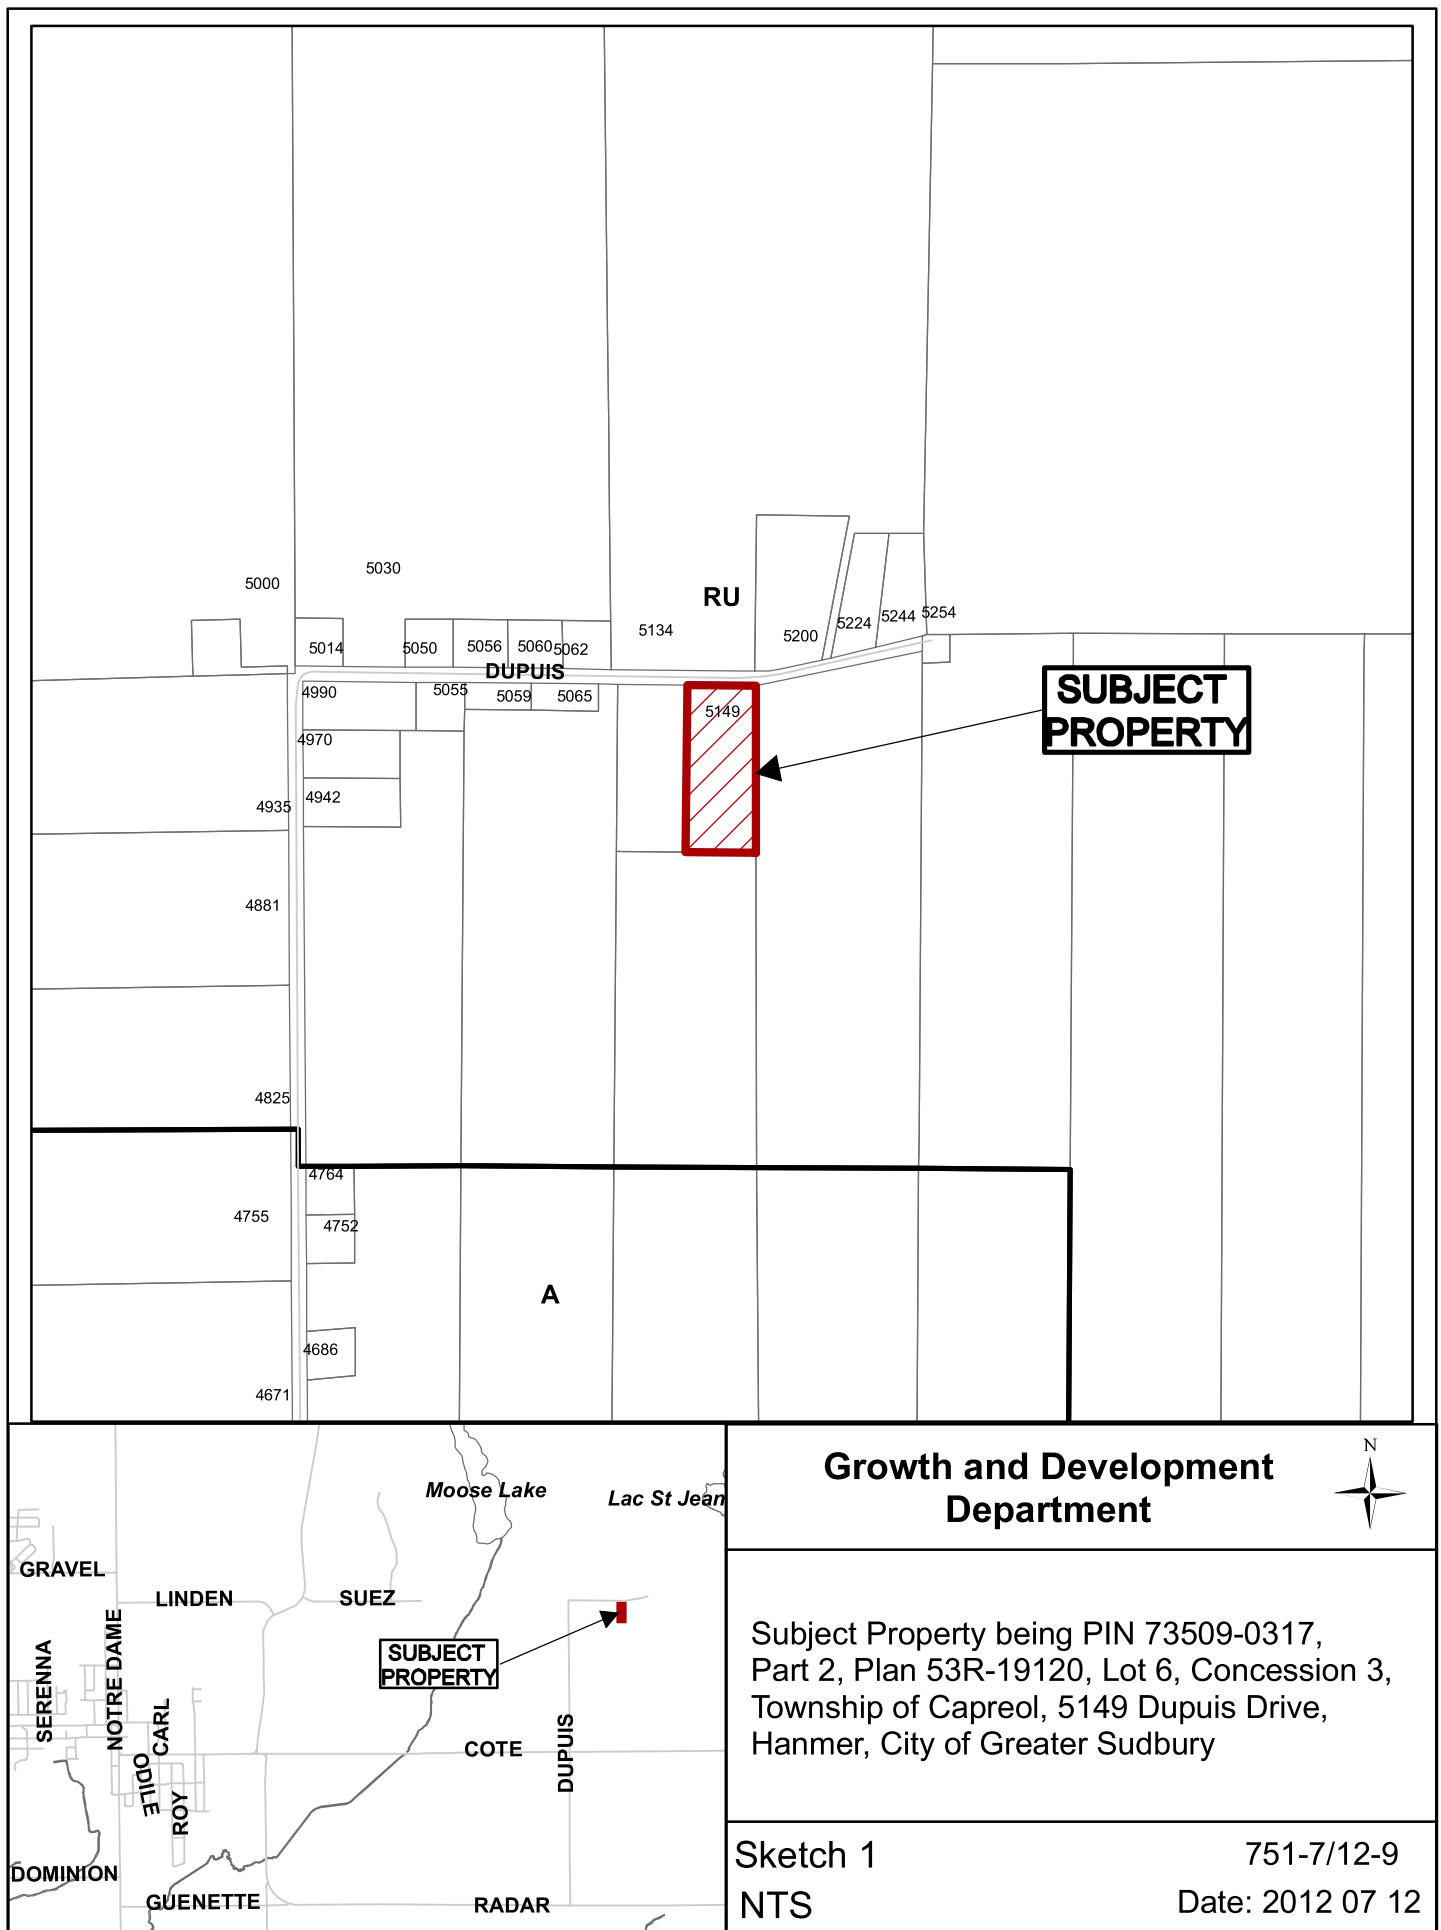 5000
5030
RU
5014
5050
5056
5060
5062
5134
5200
5224
5244
5254
DUPUIS
4990
5055
5059
5065
5149
SUBJECT
PROPERTY
4970
4935
4942
4881
4825
4764
4755
4752
A
4686
4671
Moose Lake
Lac St Jean
GRAVEL
LINDEN
SUEZ
SERENNA
NOTRE DAME
CARL
ODILE
ROY
SUBJECT
PROPERTY
COTE
DUPUIS
DOMINION
GUENETTE
RADAR
Growth and Development
Department
N
Subject Property being PIN 73509-0317,
Part 2, Plan 53R-19120, Lot 6, Concession 3,
Township of Capreol, 5149 Dupuis Drive,
Hanmer, City of Greater Sudbury
Sketch 1
751-7/12-9
NTS
Date: 2012 07 12